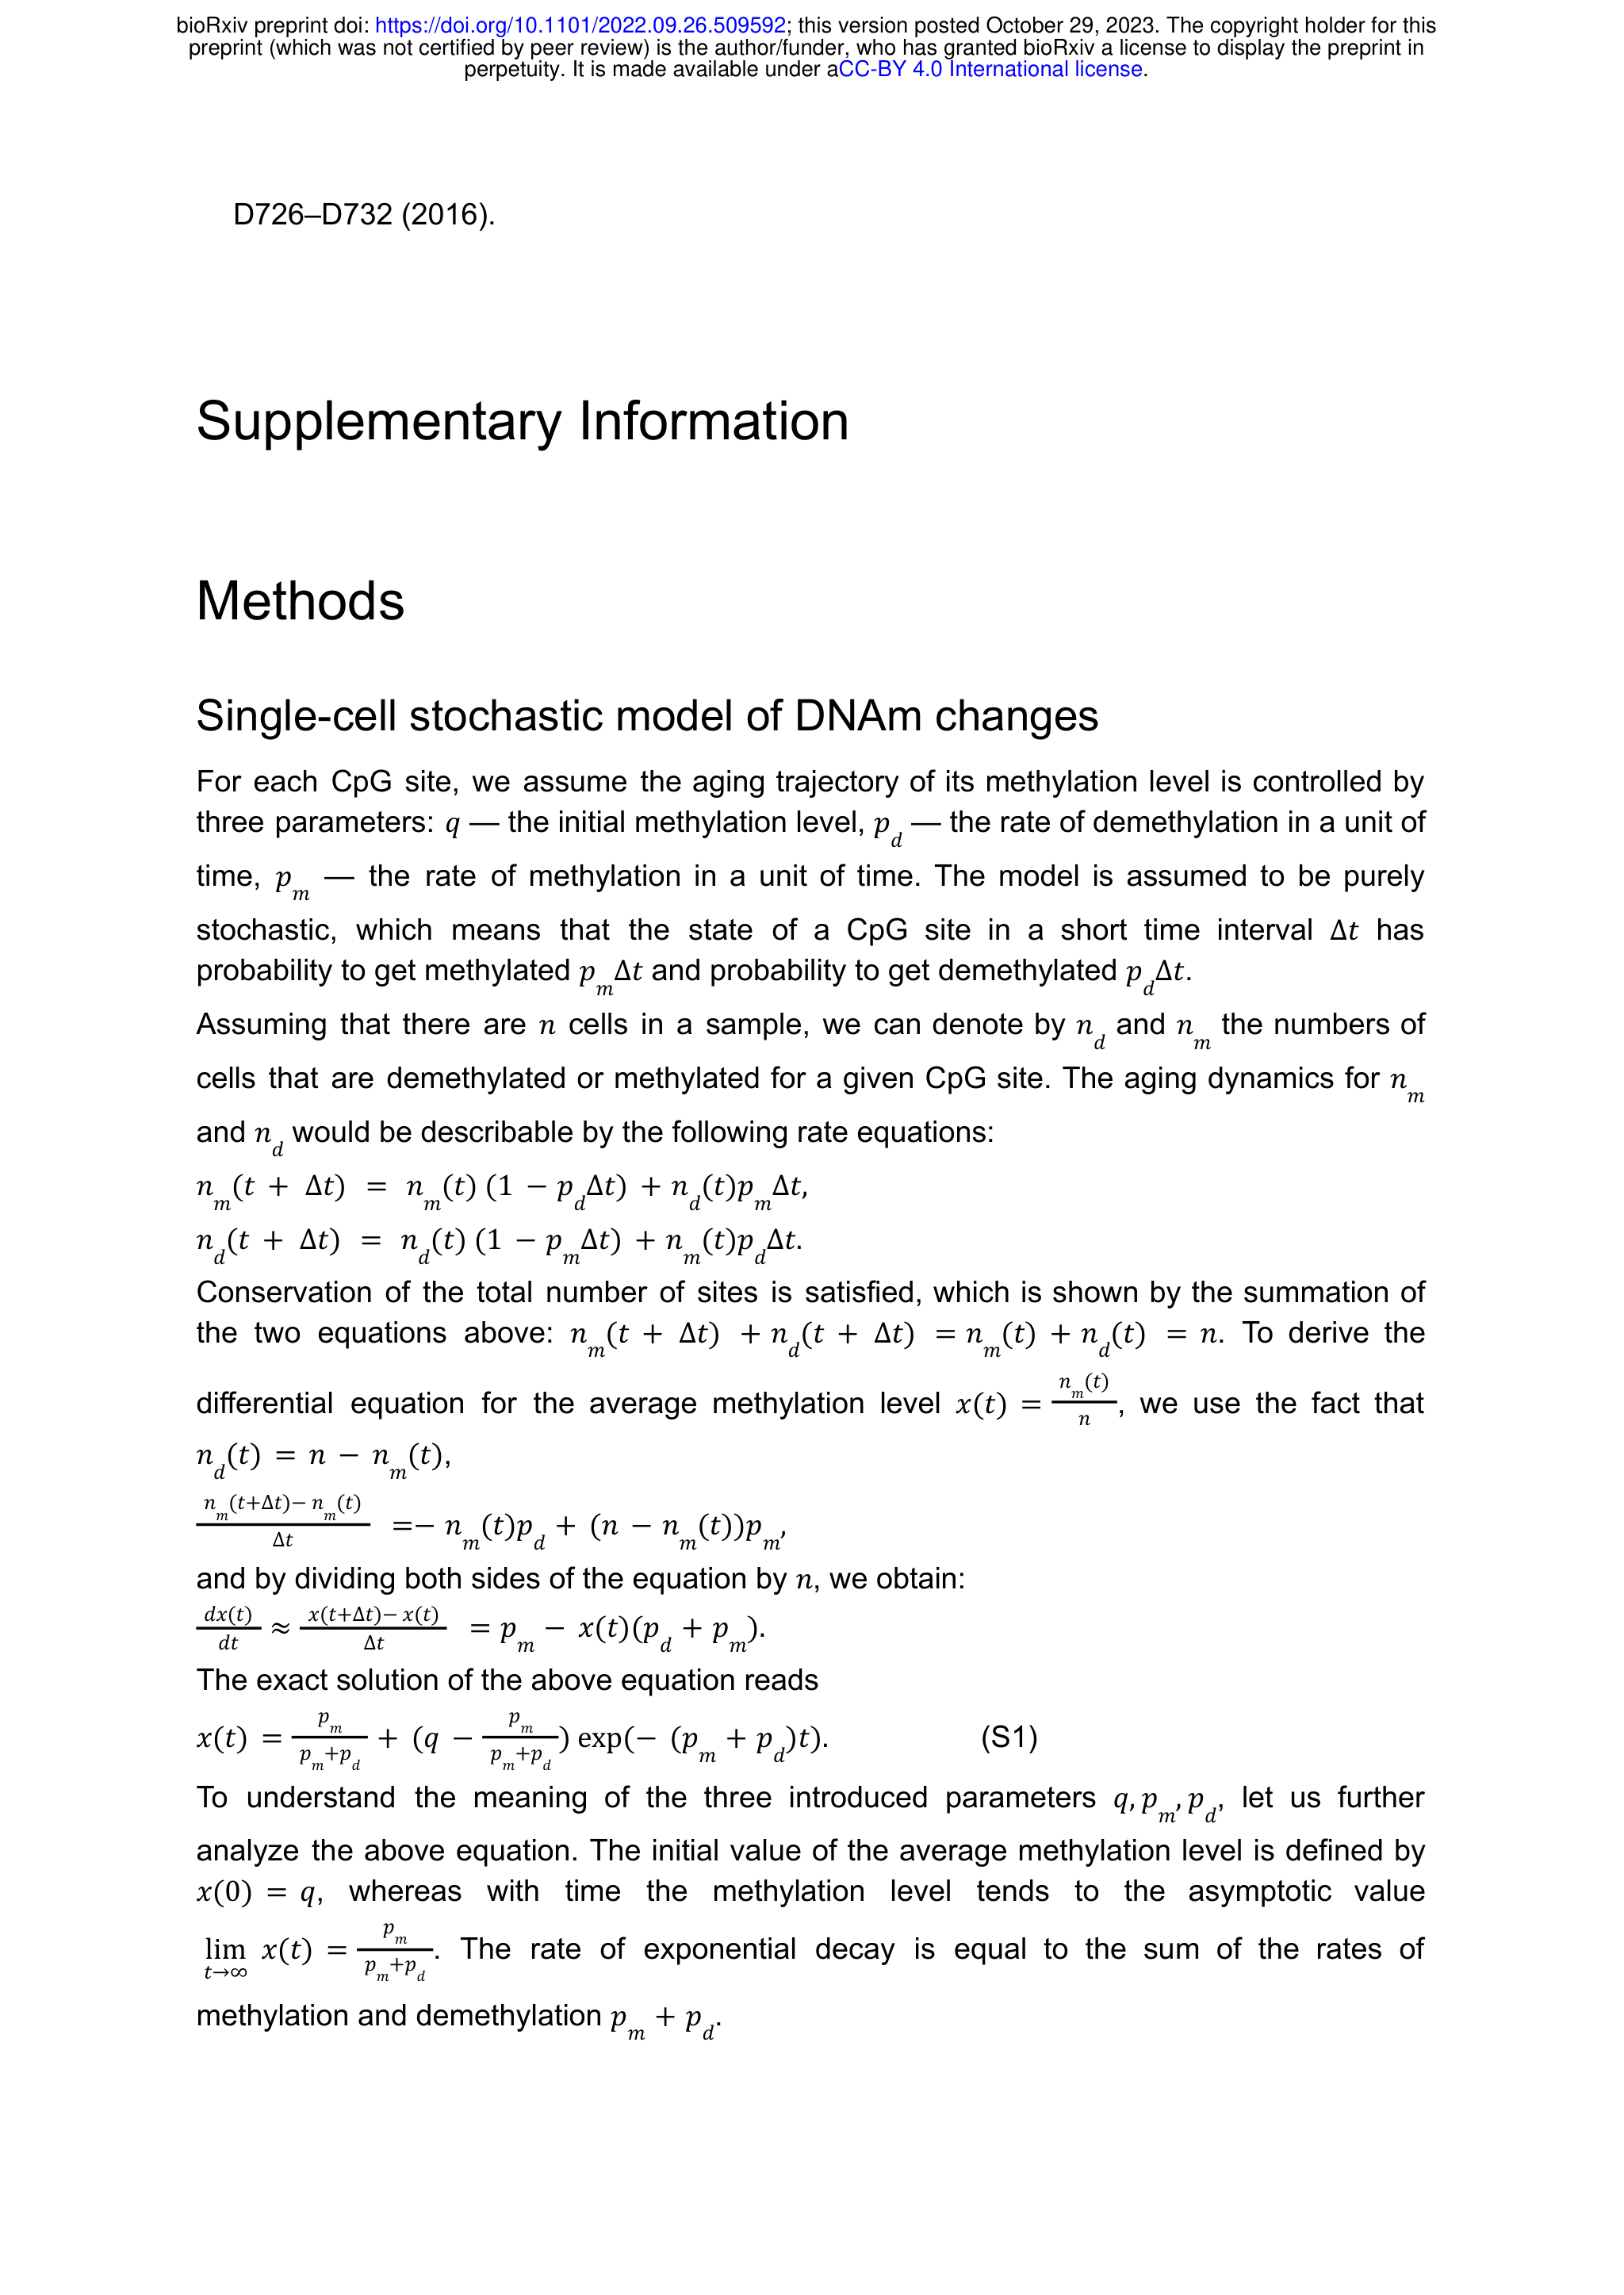 bioRxiv preprint doi: https://doi.org/10.1101/2022.09.26.509592; this version posted October 29, 2023. The copyright holder for this
preprint (which was not certified by peer review) is the author/funder, who has granted bioRxiv a license to display the preprint in
perpetuity. It is made available under aCC-BY 4.0 International license.
D726–D732 (2016).
Supplementary Information
Methods
Single-cell stochastic model of DNAm changes
For each CpG site, we assume the aging trajectory of its methylation level is controlled by
three parameters: q — the initial methylation level, p_d — the rate of demethylation in a unit of
time, p_m — the rate of methylation in a unit of time. The model is assumed to be purely
stochastic, which means that the state of a CpG site in a short time interval Δt has
probability to get methylated p_mΔt and probability to get demethylated p_dΔt.
Assuming that there are n cells in a sample, we can denote by n_d and n_m the numbers of
cells that are demethylated or methylated for a given CpG site. The aging dynamics for n_m
and n_d would be describable by the following rate equations:
n_m(t + Δt) = n_m(t) (1 − p_dΔt) + n_d(t)p_mΔt,
n_d(t + Δt) = n_d(t) (1 − p_mΔt) + n_m(t)p_dΔt.
Conservation of the total number of sites is satisfied, which is shown by the summation of
the two equations above: n_m(t + Δt) + n_d(t + Δt) = n_m(t) + n_d(t) = n. To derive the
differential equation for the average methylation level x(t) = n_m(t)/n, we use the fact that
n_d(t) = n − n_m(t),
(n_m(t+Δt)− n_m(t))/Δt =− n_m(t)p_d + (n − n_m(t))p_m,
and by dividing both sides of the equation by n, we obtain:
dx(t)/dt ≈ (x(t+Δt)− x(t))/Δt = p_m − x(t)(p_d + p_m).
The exact solution of the above equation reads
x(t) = p_m/(p_m+p_d) + (q − p_m/(p_m+p_d)) exp(− (p_m + p_d)t). (S1)
To understand the meaning of the three introduced parameters q, p_m, p_d, let us further
analyze the above equation. The initial value of the average methylation level is defined by
x(0) = q, whereas with time the methylation level tends to the asymptotic value
lim t→∞ x(t) = p_m/(p_m+p_d). The rate of exponential decay is equal to the sum of the rates of
methylation and demethylation p_m + p_d.